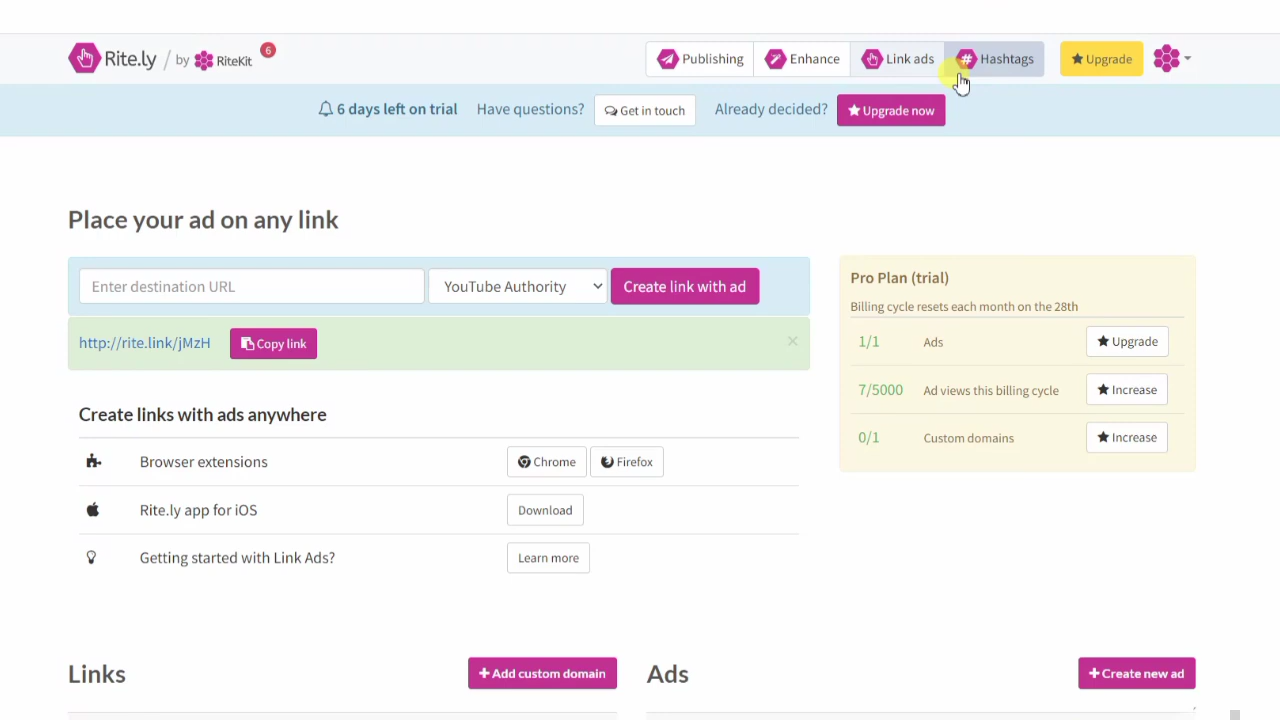 Rite.ly / by RiteKit 6
Publishing Enhance Link ads # Hashtags Upgrade
6 days left on trial Have questions? Get in touch Already decided? Upgrade now
Place your ad on any link
Enter destination URL YouTube Authority Create link with ad
http://rite.link/jMzH Copy link ×
Pro Plan (trial)
Billing cycle resets each month on the 28th
1/1 Ads Upgrade
7/5000 Ad views this billing cycle Increase
0/1 Custom domains Increase
Create links with ads anywhere
Browser extensions Chrome Firefox
Rite.ly app for iOS Download
Getting started with Link Ads? Learn more
Links + Add custom domain
Ads + Create new ad